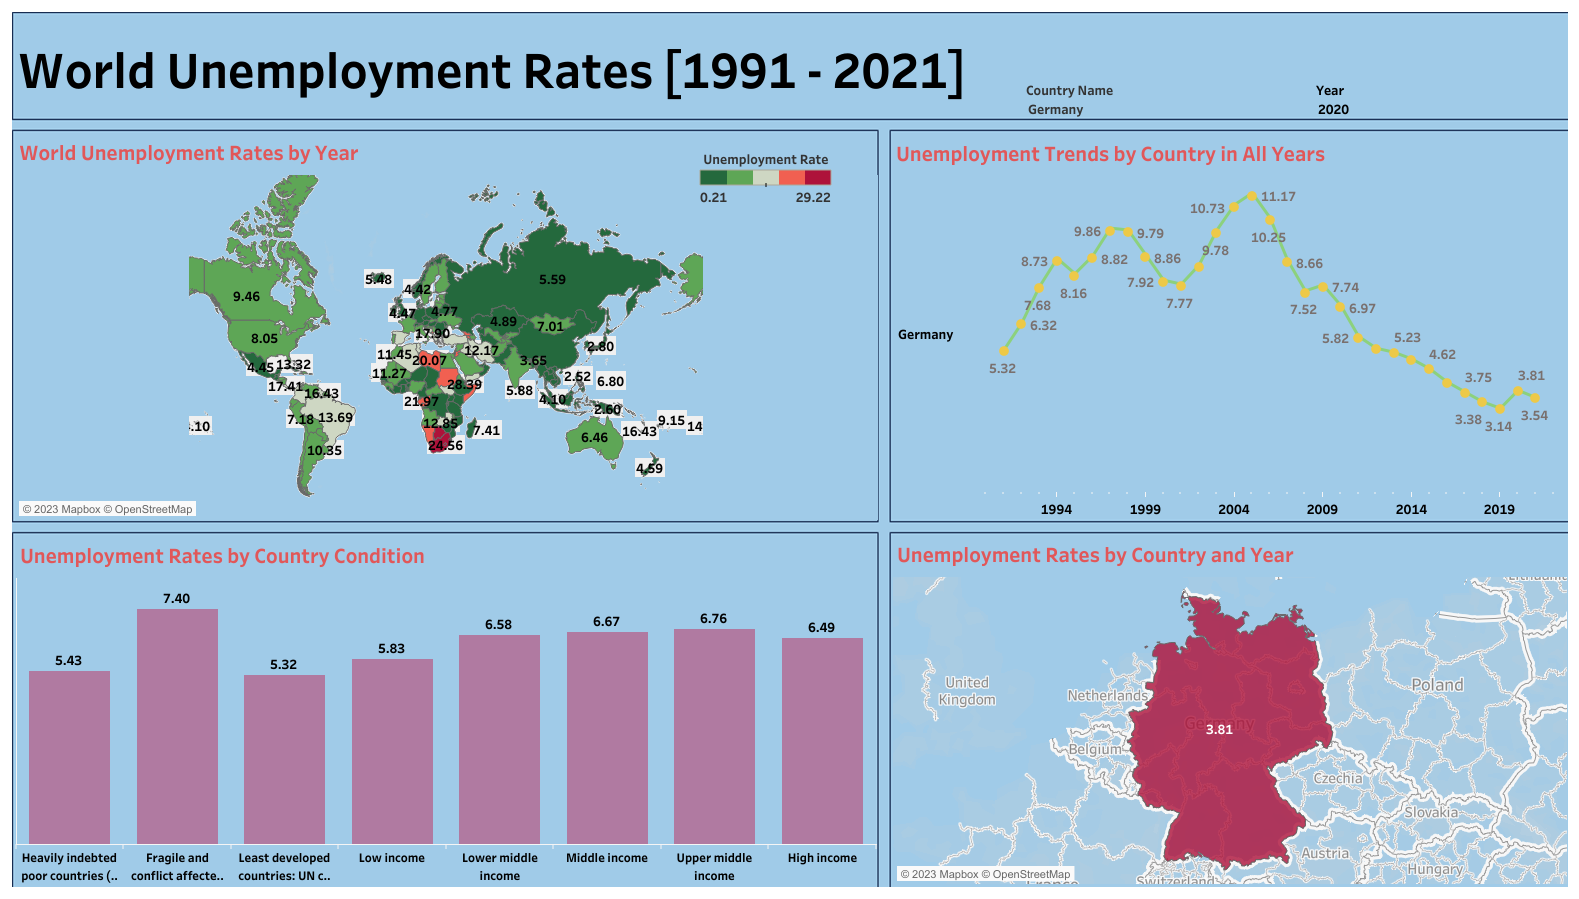 World Unemployment Rates [1991 - 2021]
Country Name
Germany
Year
2020
World Unemployment Rates by Year
Unemployment Rate
0.21 29.22
5.48
4.42
5.59
9.46
4.47
4.77
4.89
7.01
8.05
17.90
2.80
11.45
20.07
12.17
3.65
4.45
13.32
11.27
28.39
2.62
6.80
17.41
16.43
5.88
21.97
4.10
2.60
7.18
13.69
12.85
7.41
9.15
14
.10
16.43
6.46
24.56
10.35
4.59
© 2023 Mapbox © OpenStreetMap
Unemployment Trends by Country in All Years
Germany
5.32
6.32
7.68
8.73
8.16
8.82
9.86
9.79
8.86
7.92
7.77
9.78
10.73
11.17
10.25
8.66
7.52
7.74
6.97
5.82
5.23
4.62
3.75
3.38
3.14
3.81
3.54
1994 1999 2004 2009 2014 2019
Unemployment Rates by Country Condition
5.43
7.40
5.32
5.83
6.58
6.67
6.76
6.49
Heavily indebted
poor countries (..
Fragile and
conflict affecte..
Least developed
countries: UN c..
Low income
Lower middle
income
Middle income
Upper middle
income
High income
Unemployment Rates by Country and Year
United
Kingdom
Netherlands
Poland
Germany
3.81
Belgium
Czechia
Slovakia
Austria
Hungary
Switzerland
France
© 2023 Mapbox © OpenStreetMap